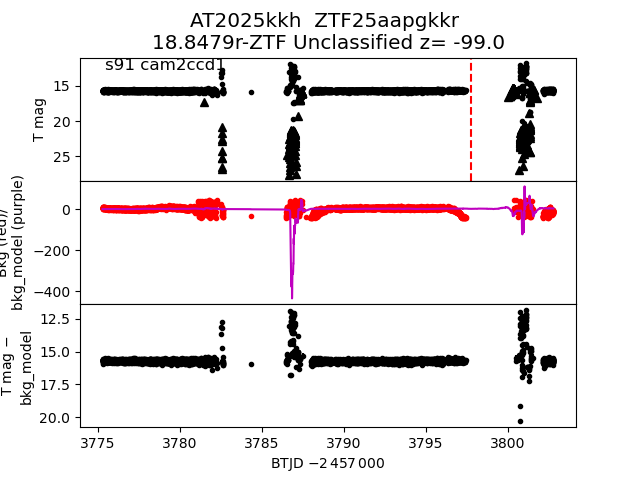 AT2025kkh  ZTF25aapgkkr
18.8479r-ZTF Unclassified z= -99.0
s91 cam2ccd1
T mag
15
20
25
bkg_model (purple)
0
−200
−400
T mag −
bkg_model
12.5
15.0
17.5
20.0
3775
3780
3785
3790
3795
3800
BTJD −2 457 000